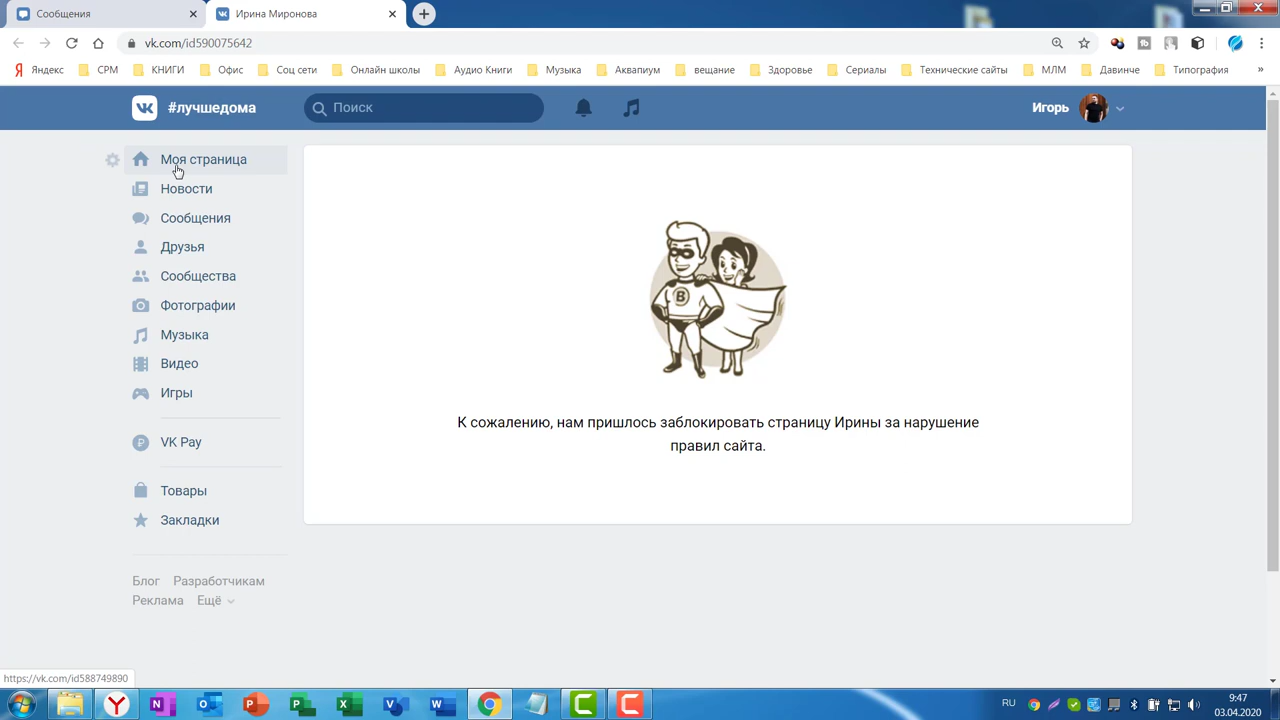 Сообщения
Ирина Миронова
vk.com/id590075642
Яндекс
СРМ
КНИГИ
Офис
Соц сети
Онлайн школы
Аудио Книги
Музыка
Аквапиум
вещание
Здоровье
Сериалы
Технические сайты
МЛМ
Давинче
Типография
»
#лучшедома
Поиск
Игорь
Моя страница
Новости
Сообщения
Друзья
Сообщества
Фотографии
Музыка
Видео
Игры
VK Pay
Товары
Закладки
Блог Разработчикам
Реклама Ещё
B
К сожалению, нам пришлось заблокировать страницу Ирины за нарушение
правил сайта.
https://vk.com/id588749890
RU
9:47
03.04.2020